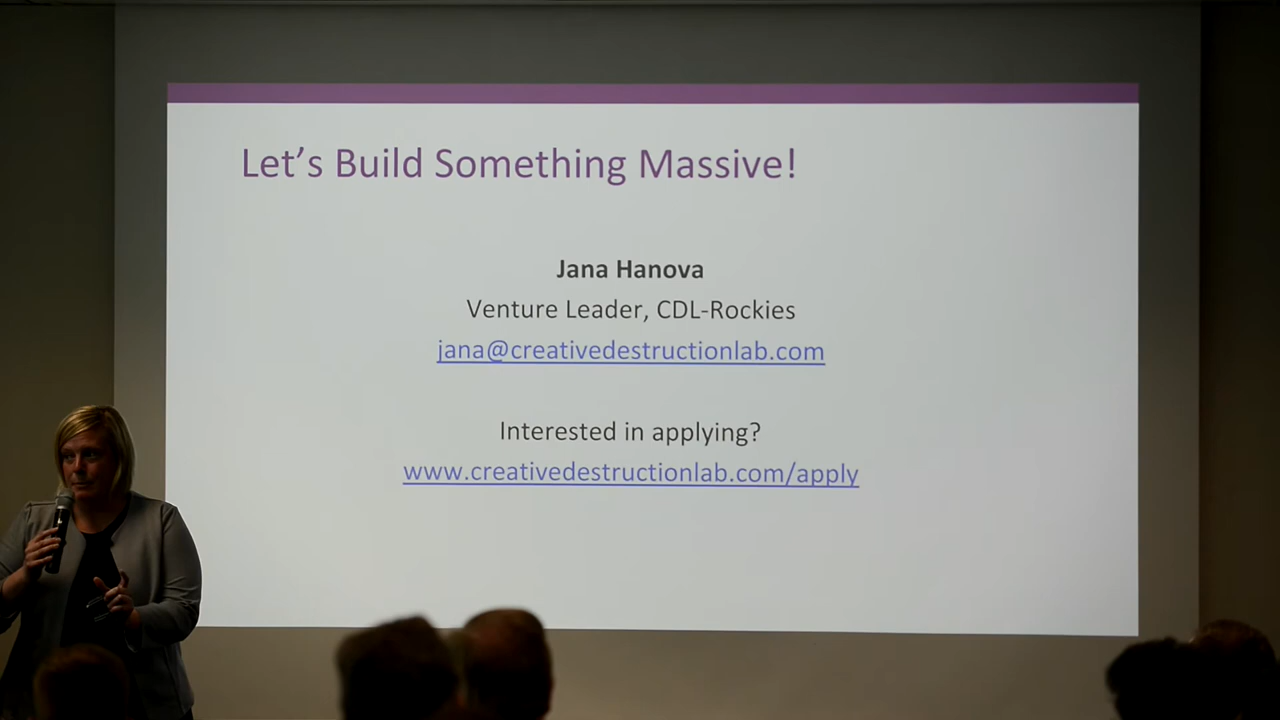 Let's Build Something Massive!
Jana Hanova
Venture Leader, CDL-Rockies
jana@creativedestructionlab.com
Interested in applying?
www.creativedestructionlab.com/apply